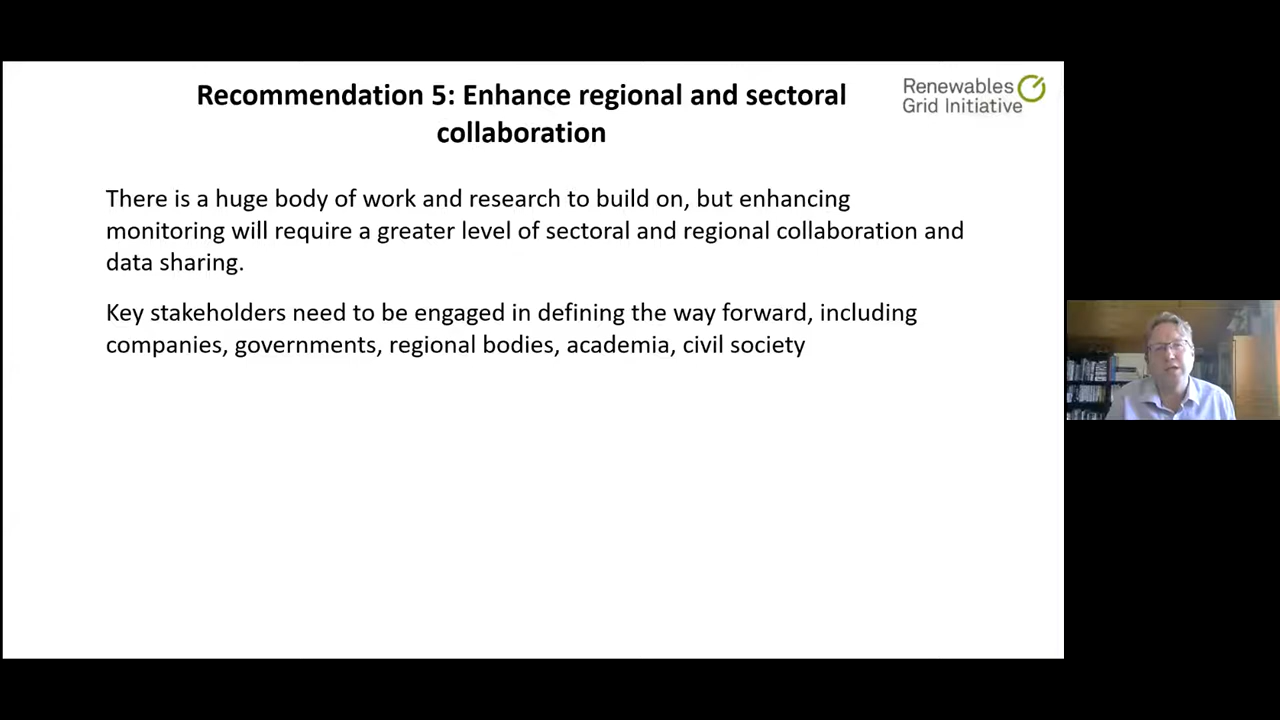 Recommendation 5: Enhance regional and sectoral
collaboration
Renewables
Grid Initiative
There is a huge body of work and research to build on, but enhancing
monitoring will require a greater level of sectoral and regional collaboration and
data sharing.
Key stakeholders need to be engaged in defining the way forward, including
companies, governments, regional bodies, academia, civil society